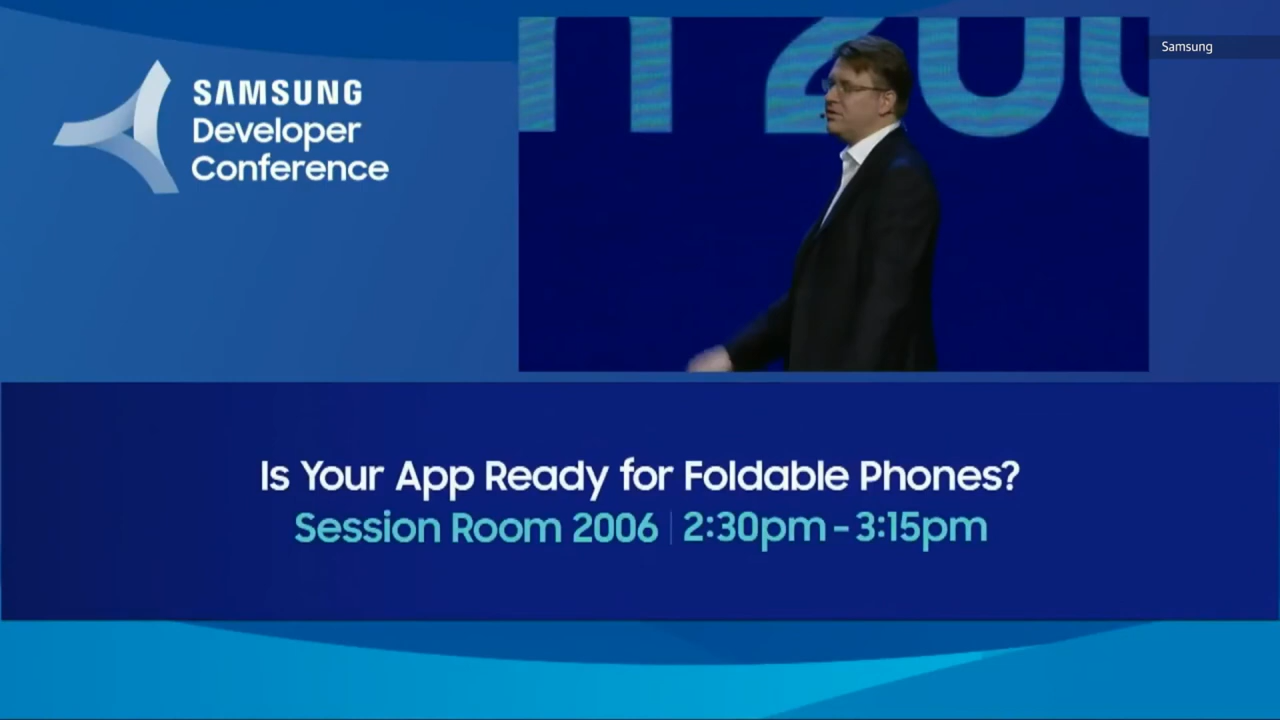 SAMSUNG
Developer
Conference
Samsung
Is Your App Ready for Foldable Phones?
Session Room 2006 | 2:30pm - 3:15pm